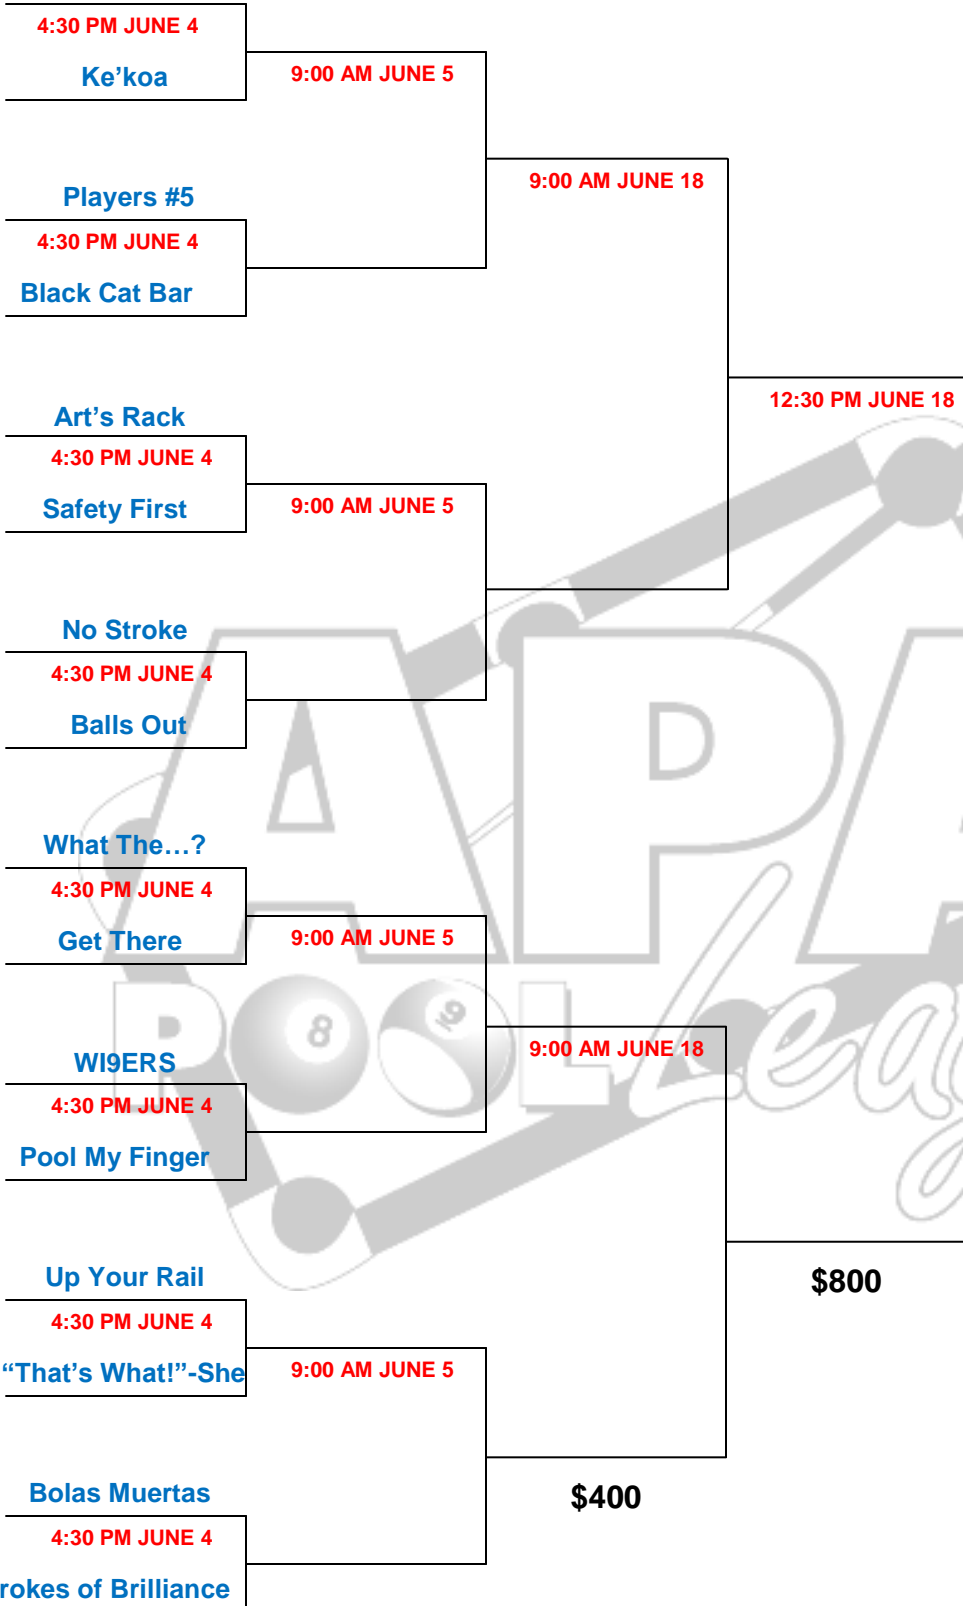 4:30 PM JUNE 4
Ke’koa
9:00 AM JUNE 5
9:00 AM JUNE 18
Players #5
4:30 PM JUNE 4
Black Cat Bar
12:30 PM JUNE 18
Art’s Rack
4:30 PM JUNE 4
Safety First
9:00 AM JUNE 5
No Stroke
4:30 PM JUNE 4
Balls Out
What The…?
4:30 PM JUNE 4
Get There
9:00 AM JUNE 5
9:00 AM JUNE 18
WI9ERS
4:30 PM JUNE 4
Pool My Finger
Up Your Rail
$800
4:30 PM JUNE 4
“That’s What!”-She
9:00 AM JUNE 5
Bolas Muertas
$400
4:30 PM JUNE 4
rokes of Brilliance
APA
POOL Leag
8
9